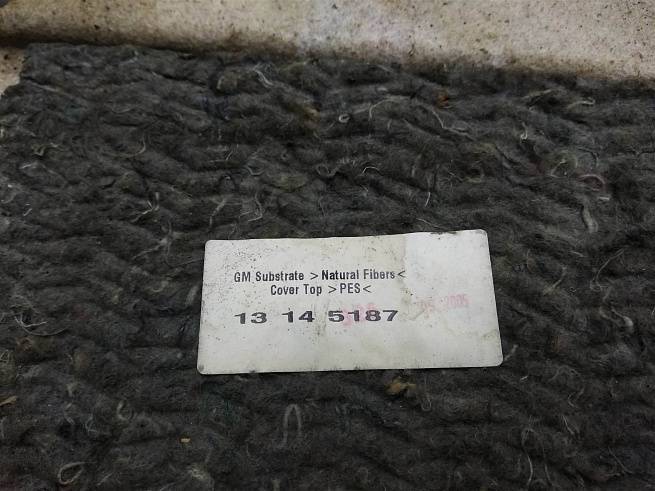 GM Substrate >Natural Fibers<
Cover Top >PES<
13 14 5187